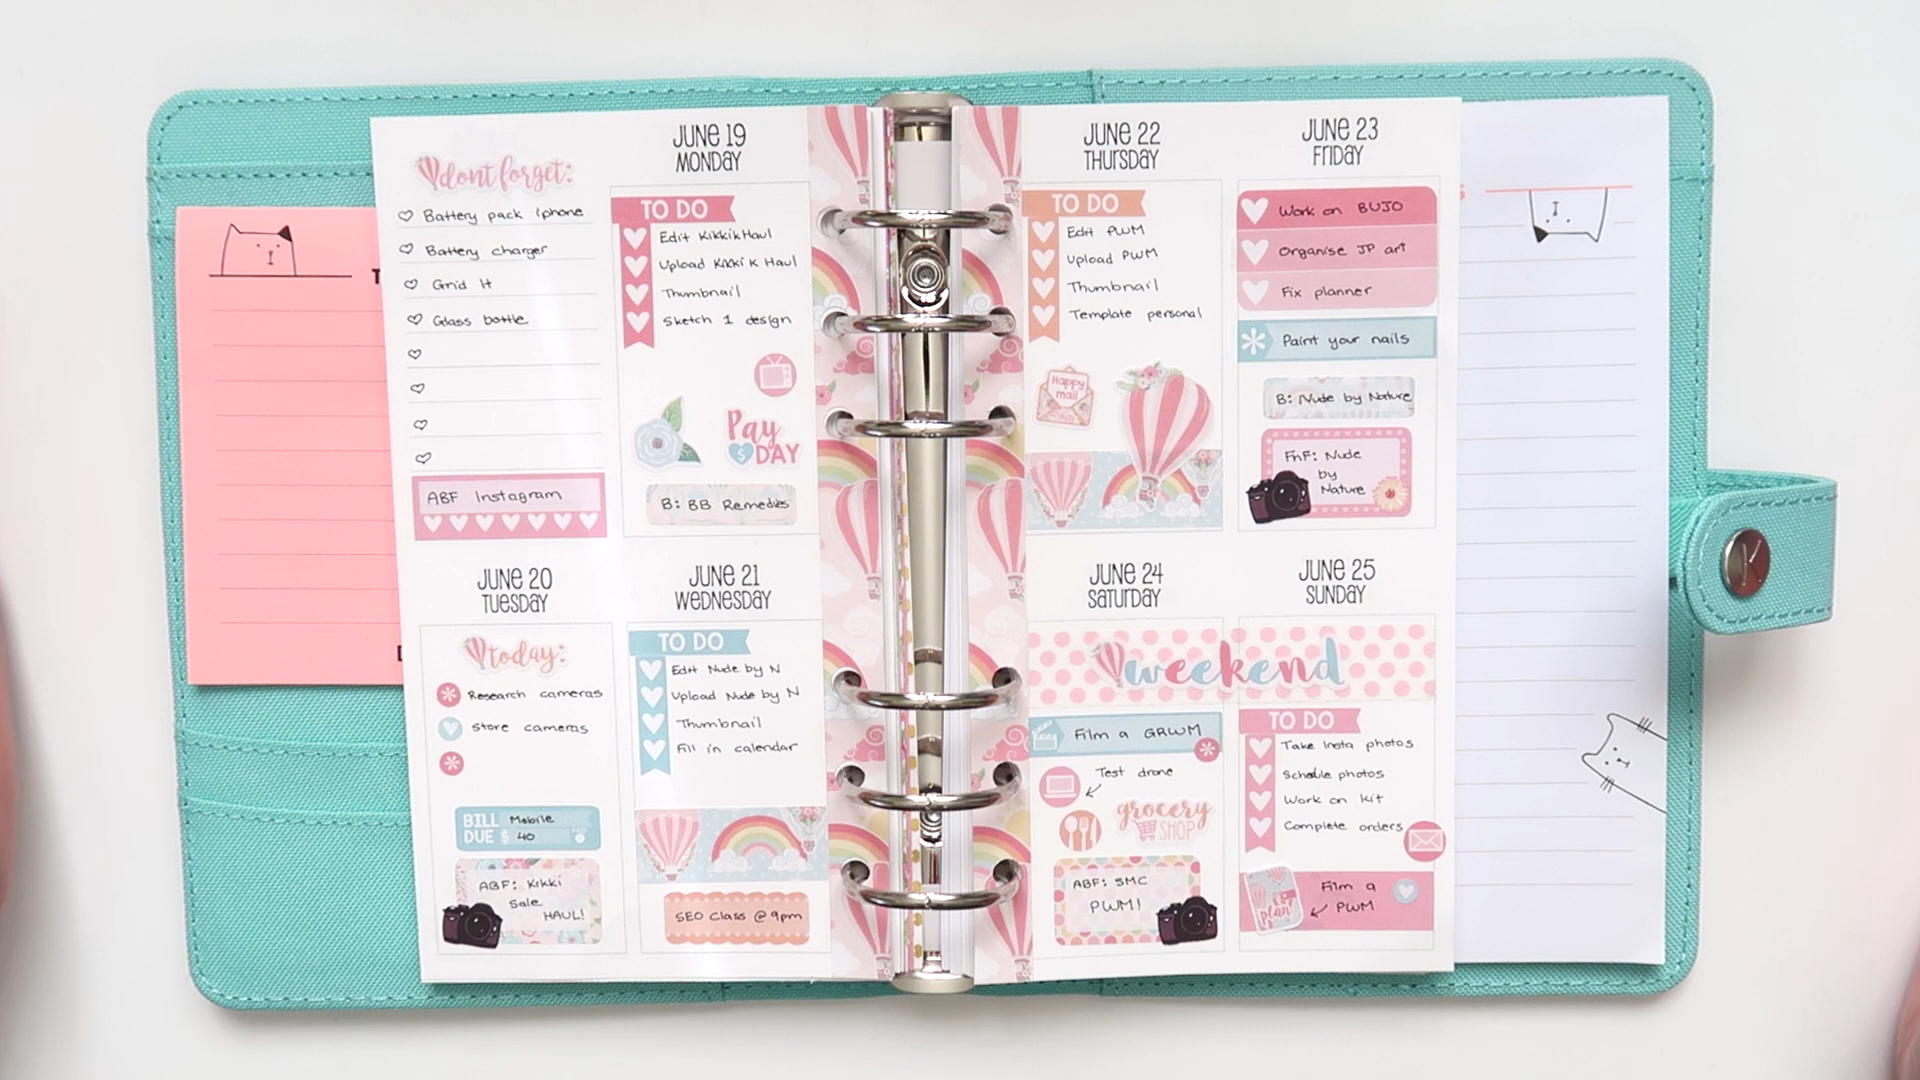 dont forget:
Battery pack iphone
Battery charger
Grid It
Glass bottle
ABF Instagram
JUNE 19
MONDAY
TO DO
Edit KikkiK Haul
Upload Kikki K Haul
Thumbnail
Sketch 1 design
Pay
$ DAY
B: BB Remedies
JUNE 20
TUESDAY
today:
Research cameras
Store cameras
BILL Mobile
DUE $ 40
ABF: Kikki
Sale
HAUL!
JUNE 21
WEDNESDAY
TO DO
Edit Nude by N
Upload Nude by N
Thumbnail
Fill in calendar
SEO Class @ 9pm
JUNE 22
THURSDAY
TO DO
Edit PWM
Upload PWM
Thumbnail
Template personal
Happy
mail
JUNE 23
FRIDAY
Work on BUJO
Organise JP art
Fix planner
Paint your nails
B: Nude by Nature
FnF: Nude
by
Nature
JUNE 24
SATURDAY
weekend
Film a GRWM
Test drone
grocery
SHOP
ABF: SMC
PWM!
JUNE 25
SUNDAY
TO DO
Take Insta photos
Schedule photos
Work on kit
Complete orders
plan
Film a
PWM